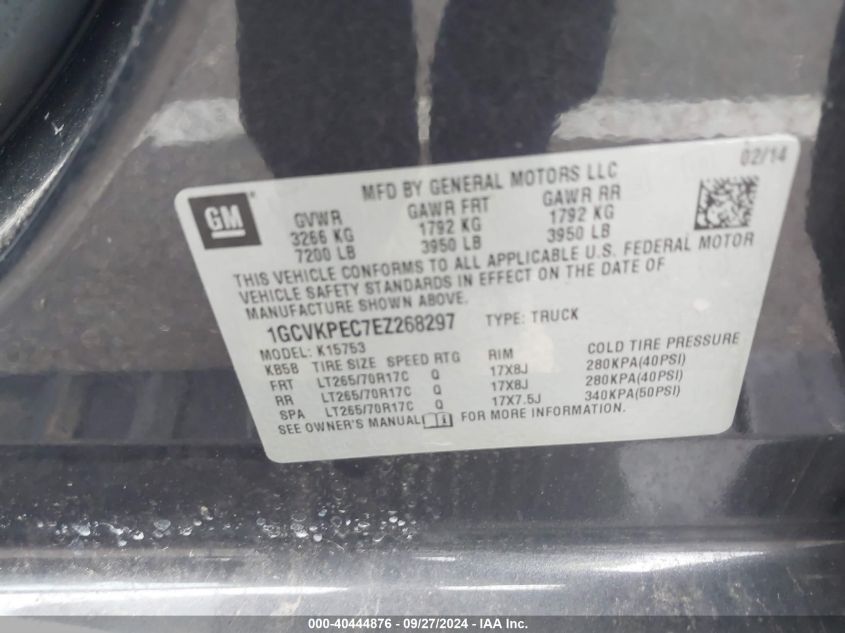 02/14
MFD BY GENERAL MOTORS LLC
GM
GVWR GAWR FRT GAWR RR
3266 KG 1792 KG 1792 KG
7200 LB 3950 LB 3950 LB
THIS VEHICLE CONFORMS TO ALL APPLICABLE U.S. FEDERAL MOTOR
VEHICLE SAFETY STANDARDS IN EFFECT ON THE DATE OF
MANUFACTURE SHOWN ABOVE.
1GCVKPEC7EZ268297 TYPE: TRUCK
MODEL: K15753
KB5B TIRE SIZE SPEED RTG RIM COLD TIRE PRESSURE
FRT LT265/70R17C Q 17X8J 280KPA(40PSI)
RR LT265/70R17C Q 17X8J 280KPA(40PSI)
SPA LT265/70R17C Q 17X7.5J 340KPA(50PSI)
SEE OWNER'S MANUAL FOR MORE INFORMATION.
000-40444876 - 09/27/2024 - IAA Inc.